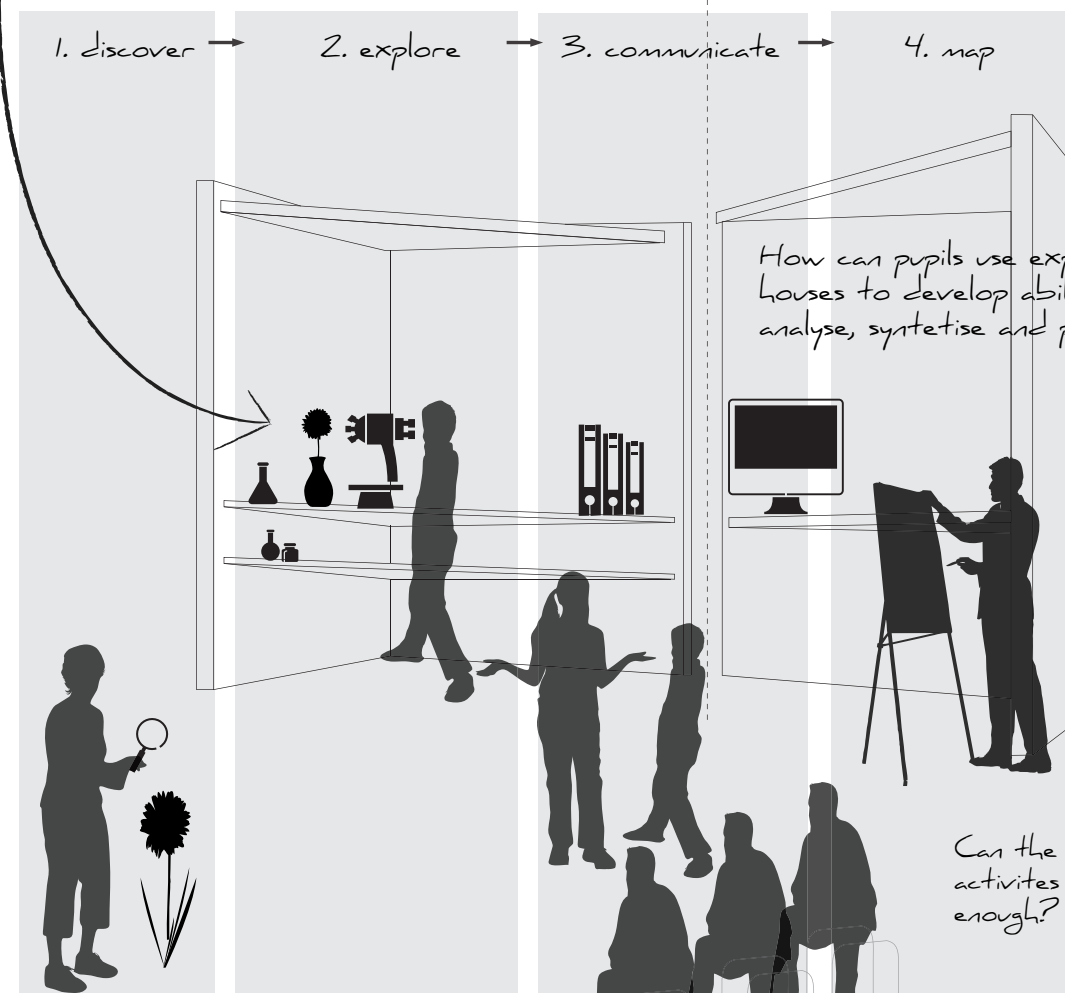 1. discover
2. explore
3. communicate
4. map
How can pupils use exp
houses to develop abil
analyse, syntetise and p
Can the
activites
enough?